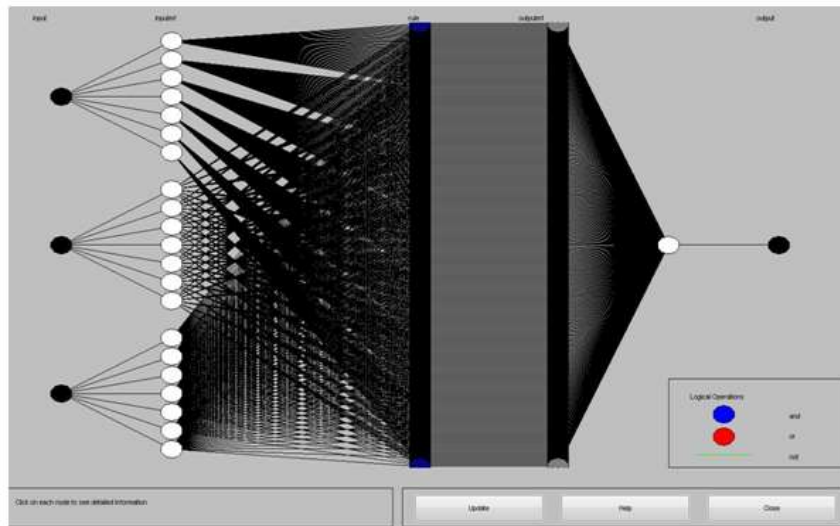 input
inputmf
rule
outputmf
output
Logical Operations
and
or
not
Click on each node to see detailed information
Update
Help
Close